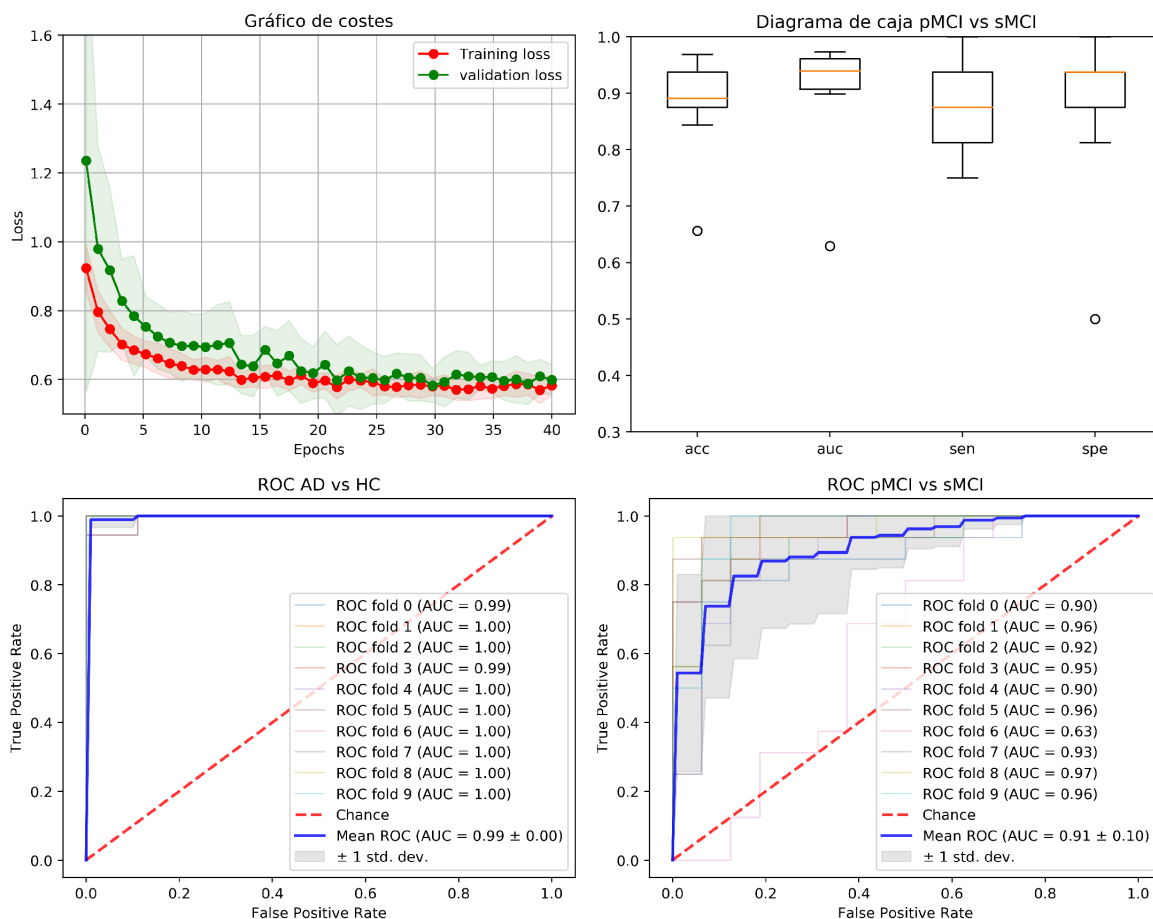 Gráfico de costes
1.6
1.4
1.2
1.0
0.8
0.6
Loss
0 5 10 15 20 25 30 35 40
Epochs
Training loss
validation loss
Diagrama de caja pMCI vs sMCI
1.0
0.9
0.8
0.7
0.6
0.5
0.4
0.3
acc auc sen spe
ROC AD vs HC
1.0
0.8
0.6
0.4
0.2
0.0
True Positive Rate
0.0 0.2 0.4 0.6 0.8 1.0
False Positive Rate
ROC fold 0 (AUC = 0.99)
ROC fold 1 (AUC = 1.00)
ROC fold 2 (AUC = 1.00)
ROC fold 3 (AUC = 0.99)
ROC fold 4 (AUC = 1.00)
ROC fold 5 (AUC = 1.00)
ROC fold 6 (AUC = 1.00)
ROC fold 7 (AUC = 1.00)
ROC fold 8 (AUC = 1.00)
ROC fold 9 (AUC = 1.00)
Chance
Mean ROC (AUC = 0.99 ± 0.00)
± 1 std. dev.
ROC pMCI vs sMCI
1.0
0.8
0.6
0.4
0.2
0.0
True Positive Rate
0.0 0.2 0.4 0.6 0.8 1.0
False Positive Rate
ROC fold 0 (AUC = 0.90)
ROC fold 1 (AUC = 0.96)
ROC fold 2 (AUC = 0.92)
ROC fold 3 (AUC = 0.95)
ROC fold 4 (AUC = 0.90)
ROC fold 5 (AUC = 0.96)
ROC fold 6 (AUC = 0.63)
ROC fold 7 (AUC = 0.93)
ROC fold 8 (AUC = 0.97)
ROC fold 9 (AUC = 0.96)
Chance
Mean ROC (AUC = 0.91 ± 0.10)
± 1 std. dev.